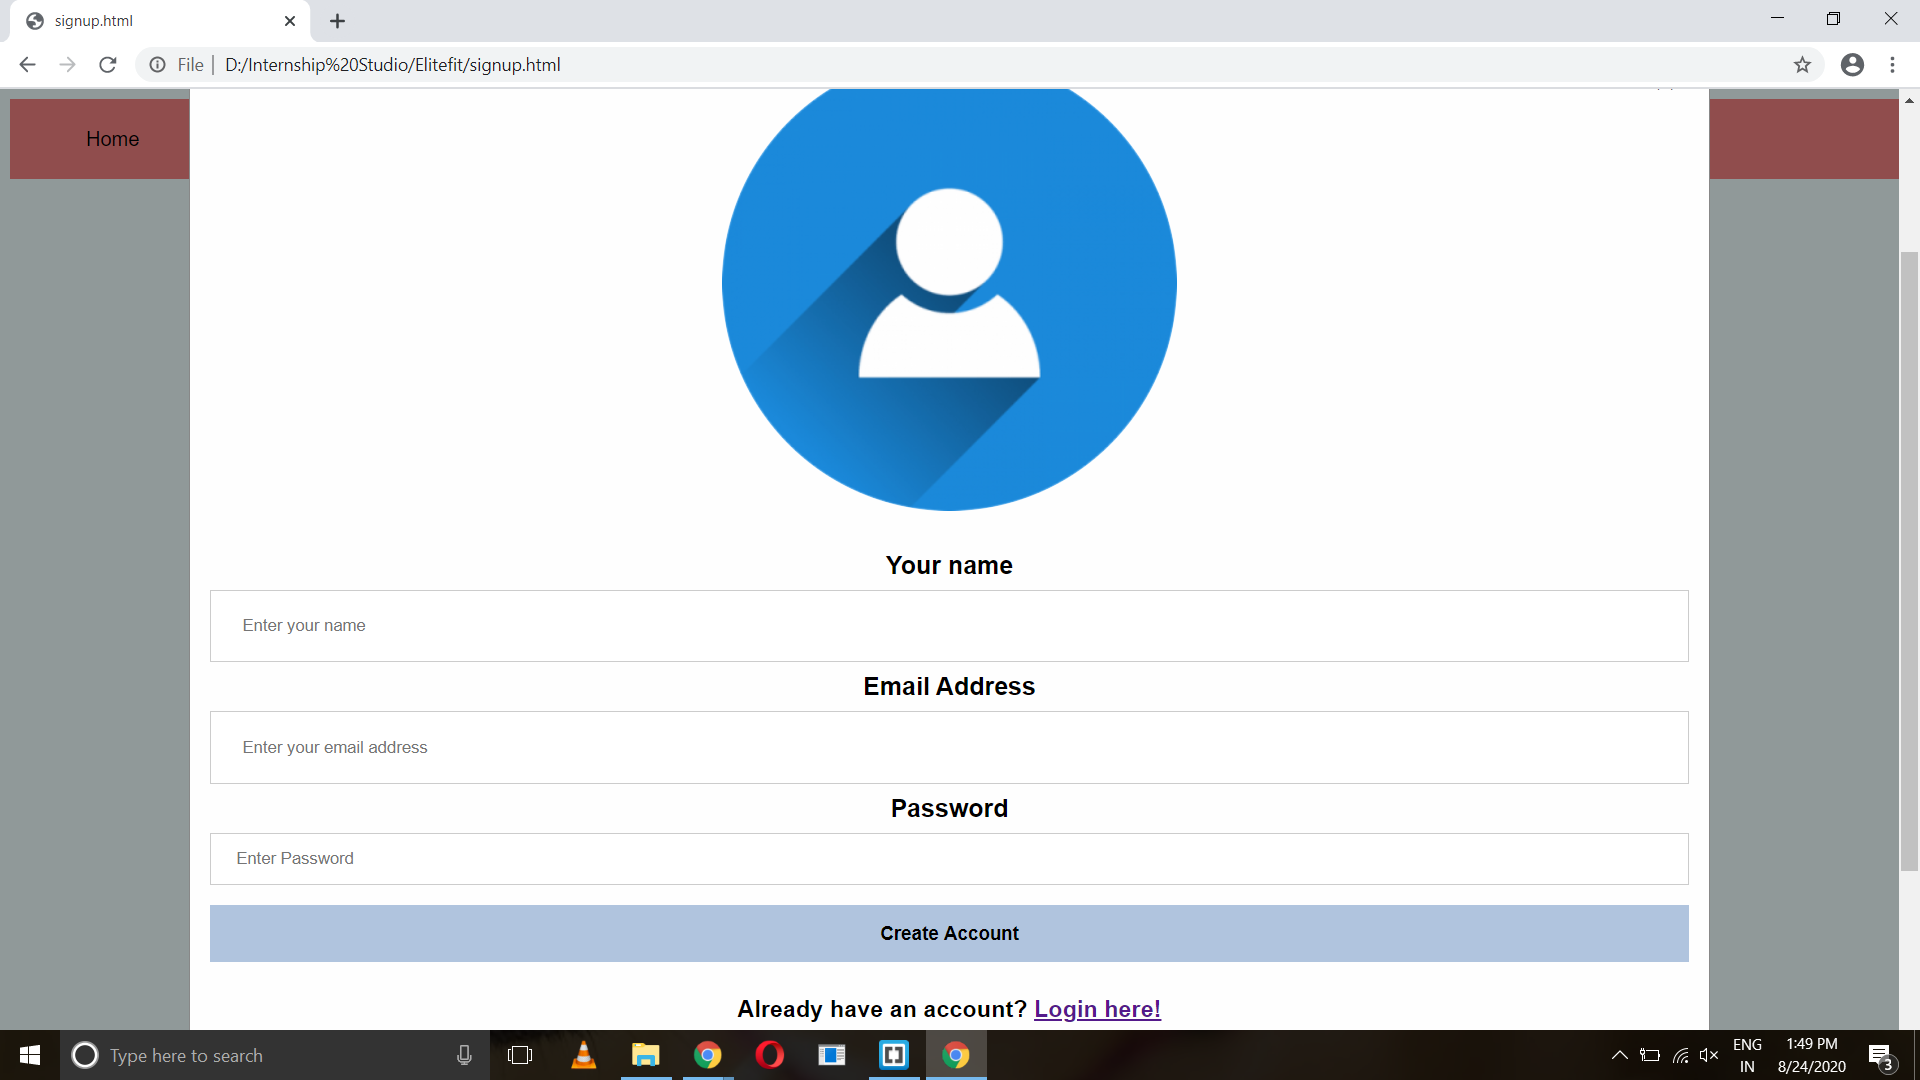 signup.html
File | D:/Internship%20Studio/Elitefit/signup.html
Home
Your name
Enter your name
Email Address
Enter your email address
Password
Enter Password
Create Account
Already have an account? Login here!
Type here to search
ENG
IN
1:49 PM
8/24/2020
3